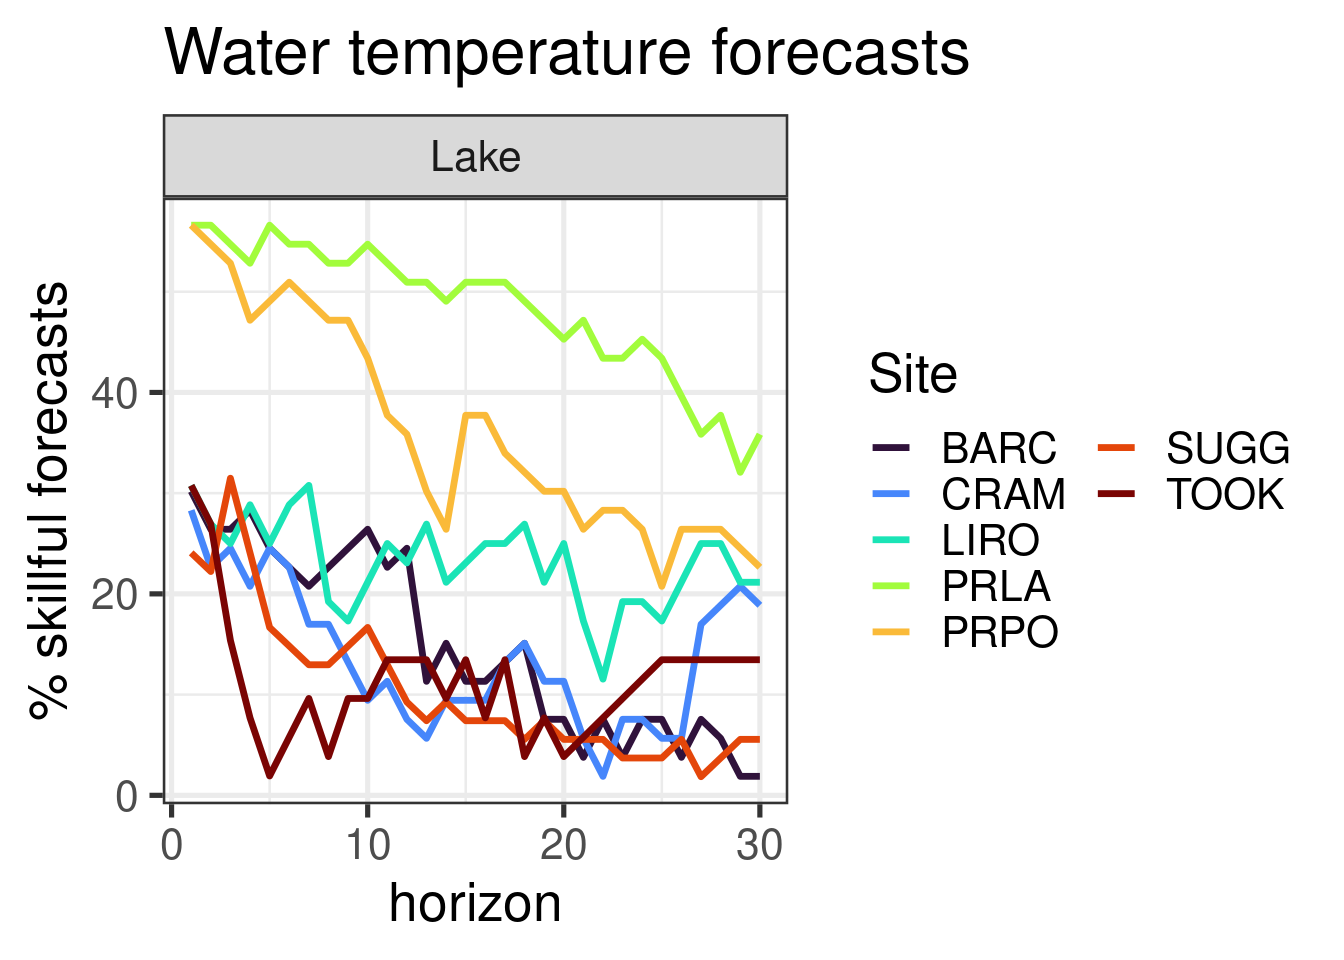 Water temperature forecasts
Lake
% skillful forecasts
40
20
0
0 10 20 30
horizon
Site
BARC SUGG
CRAM TOOK
LIRO
PRLA
PRPO